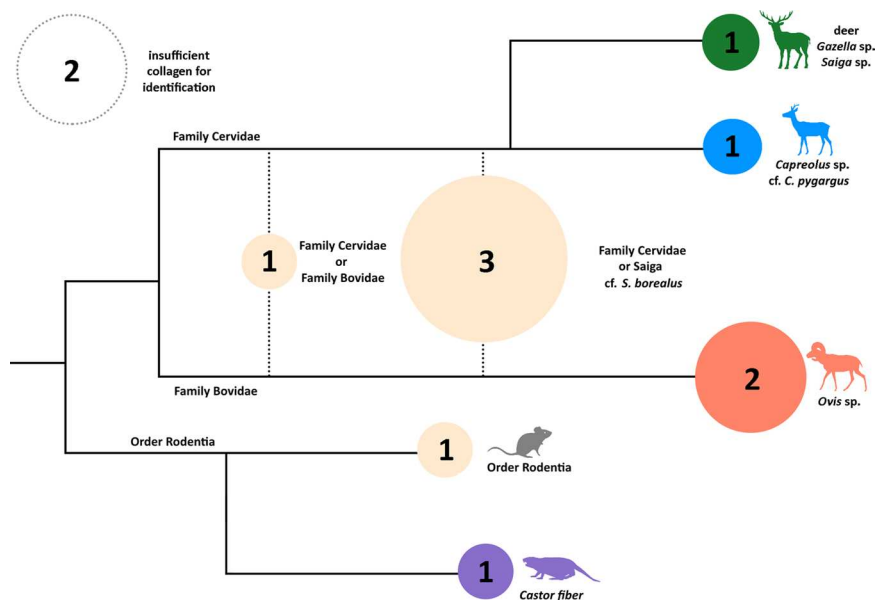 2
insufficient
collagen for
identification
1
deer
Gazella sp.
Saiga sp.
Family Cervidae
1
Capreolus sp.
cf. C. pygargus
1
Family Cervidae
or
Family Bovidae
3
Family Cervidae
or Saiga
cf. S. borealus
Family Bovidae
2
Ovis sp.
Order Rodentia
1
Order Rodentia
1
Castor fiber